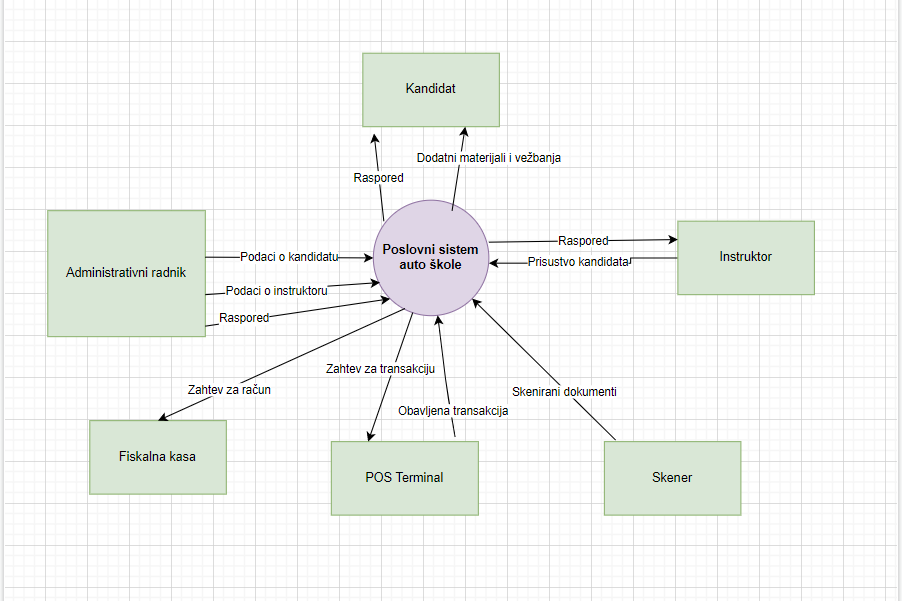 Kandidat
Dodatni materijali i vežbanja
Raspored
Poslovni sistem
auto škole
Raspored
Prisustvo kandidata
Instruktor
Administrativni radnik
Podaci o kandidatu
Podaci o instruktoru
Raspored
Zahtev za račun
Zahtev za transakciju
Obavljena transakcija
Skenirani dokumenti
Fiskalna kasa
POS Terminal
Skener